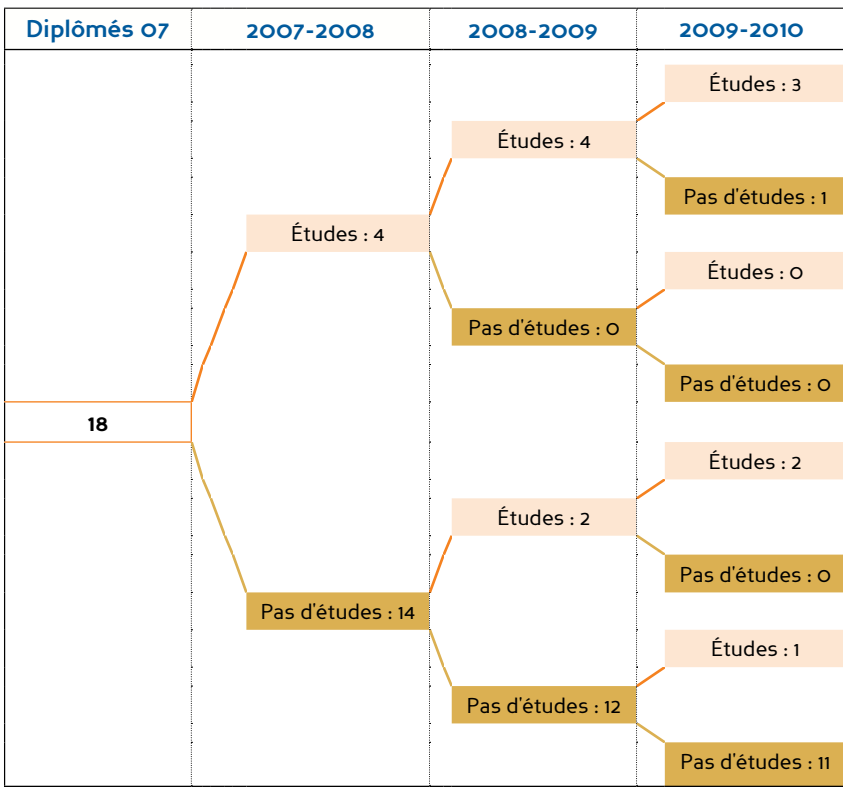 Diplômés 07 2007-2008 2008-2009 2009-2010
Études : 3
Études : 4
Pas d'études : 1
Études : 4
Études : 0
Pas d'études : 0
Pas d'études : 0
18
Études : 2
Études : 2
Pas d'études : 0
Pas d'études : 14
Études : 1
Pas d'études : 12
Pas d'études : 11